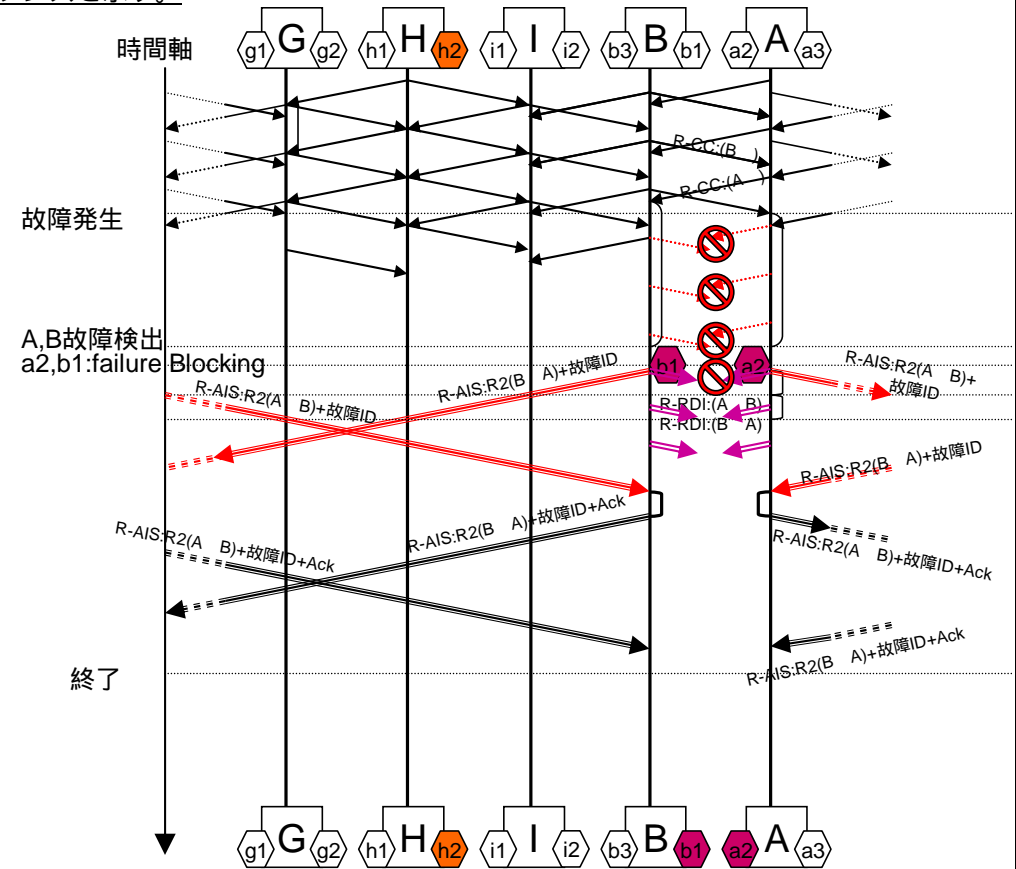 時間軸
g1 G g2 h1 H h2 i1 I i2 b3 B b1 a2 A a3
R-CC:(B )
R-CC:(A )
故障発生
A,B故障検出
a2,b1:failure Blocking
b1 a2
R-AIS:R2(A B)+故障ID
R-AIS:R2(B A)+故障ID
R-AIS:R2(A B)+
故障ID
R-RDI:(A B)
R-RDI:(B A)
R-AIS:R2(B A)+故障ID
R-AIS:R2(A B)+故障ID+Ack
R-AIS:R2(B A)+故障ID+Ack
R-AIS:R2(A B)+故障ID+Ack
R-AIS:R2(B A)+故障ID+Ack
終了
g1 G g2 h1 H h2 i1 I i2 b3 B b1 a2 A a3